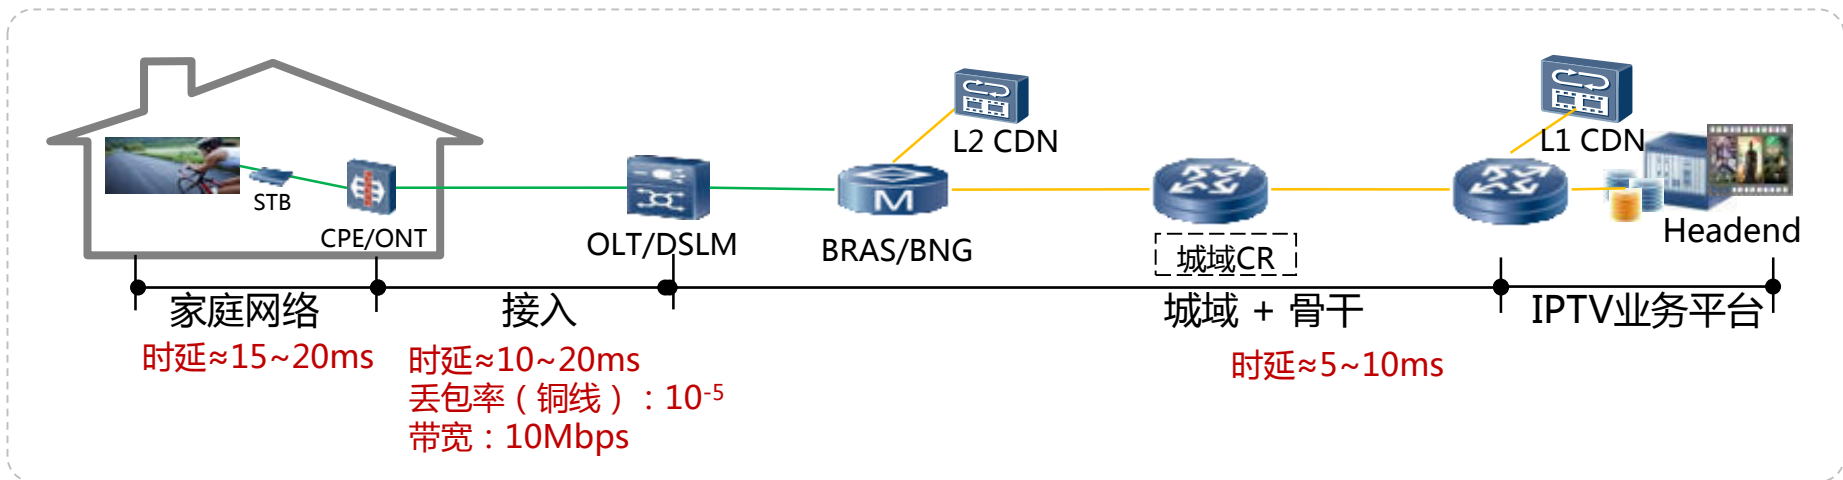 L2 CDN
L1 CDN
STB
CPE/ONT
OLT/DSLM
BRAS/BNG
M
城域CR
Headend
家庭网络
接入
城域 + 骨干
IPTV业务平台
时延≈15~20ms
时延≈10~20ms
丢包率（铜线）：10⁻⁵
带宽：10Mbps
时延≈5~10ms